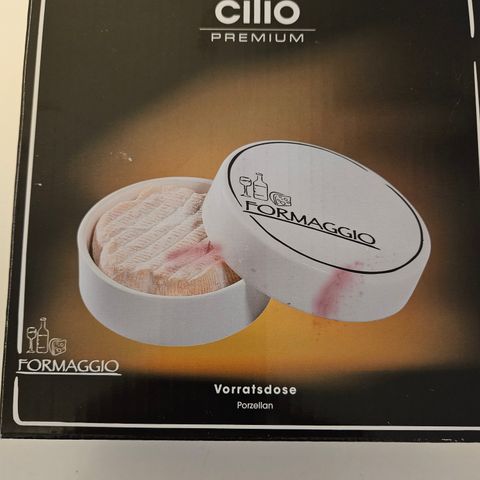 cilio
PREMIUM
FORMAGGIO
FORMAGGIO
Vorratsdose
Porzellan